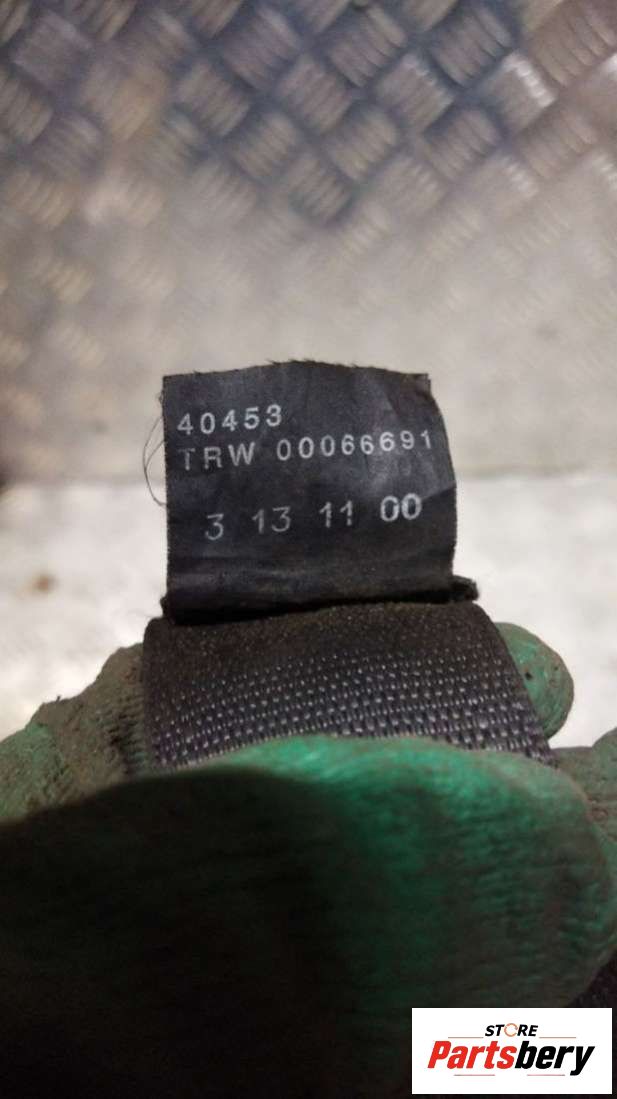 40453
TRW 00066691
3 13 11 00
STORE
Partsbery